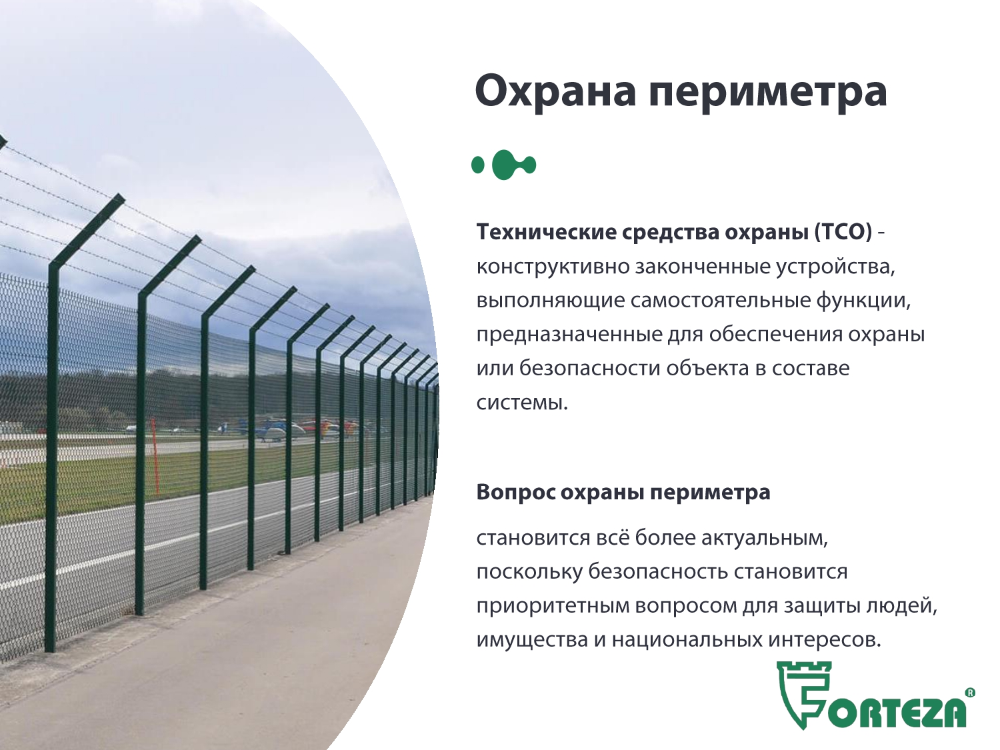 Охрана периметра
Технические средства охраны (ТСО) -
конструктивно законченные устройства,
выполняющие самостоятельные функции,
предназначенные для обеспечения охраны
или безопасности объекта в составе
системы.
Вопрос охраны периметра
становится всё более актуальным,
поскольку безопасность становится
приоритетным вопросом для защиты людей,
имущества и национальных интересов.
FORTEZA®